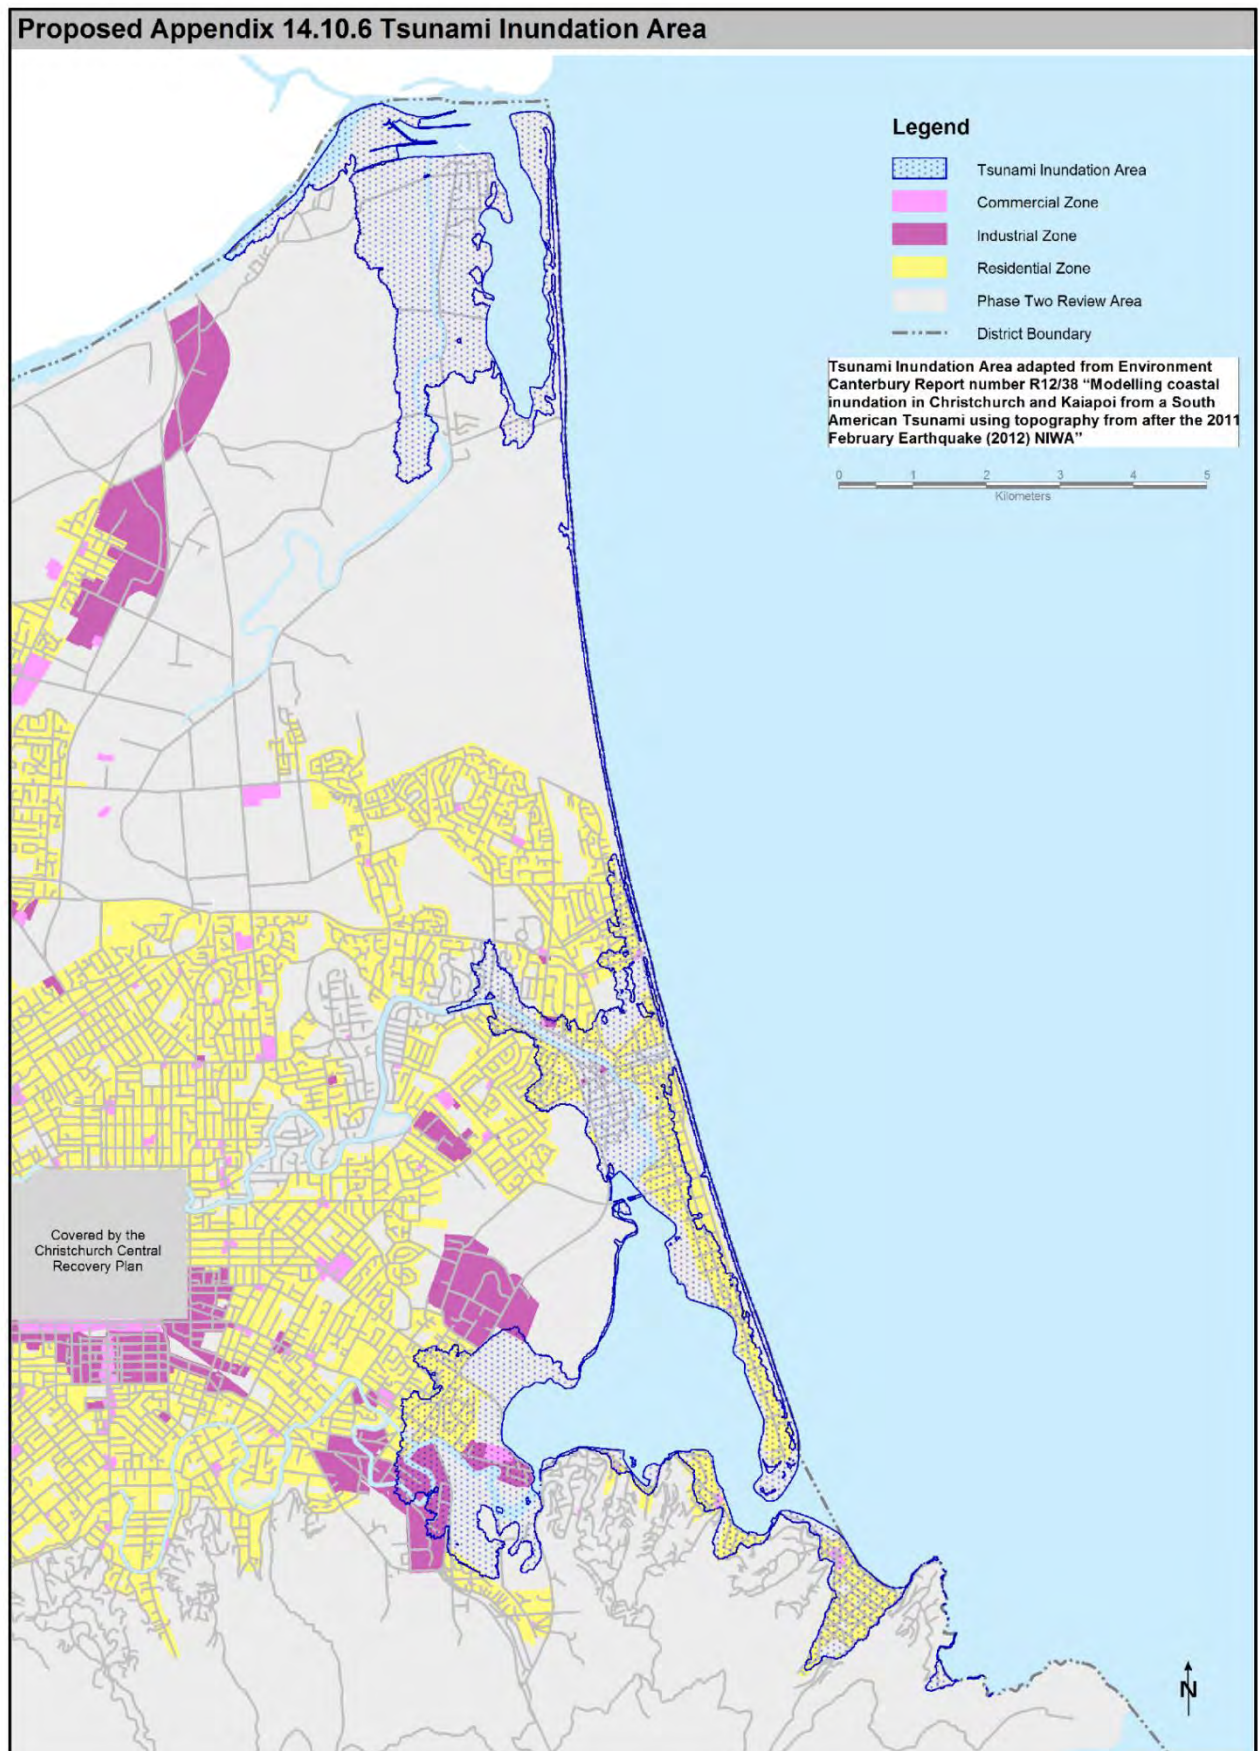 Proposed Appendix 14.10.6 Tsunami Inundation Area
Legend
Tsunami Inundation Area
Commercial Zone
Industrial Zone
Residential Zone
Phase Two Review Area
District Boundary
Tsunami Inundation Area adapted from Environment
Canterbury Report number R12/38 “Modelling coastal
inundation in Christchurch and Kaiapoi from a South
American Tsunami using topography from after the 2011
February Earthquake (2012) NIWA”
0 1 2 3 4 5
Kilometers
Covered by the
Christchurch Central
Recovery Plan
N